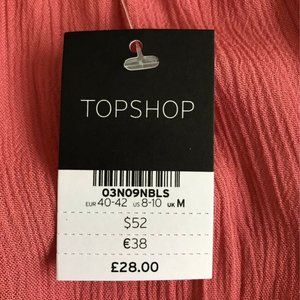 TOPSHOP
03N09NBLS
EUR 40-42 US 8-10 UK M
$52
€38
£28.00